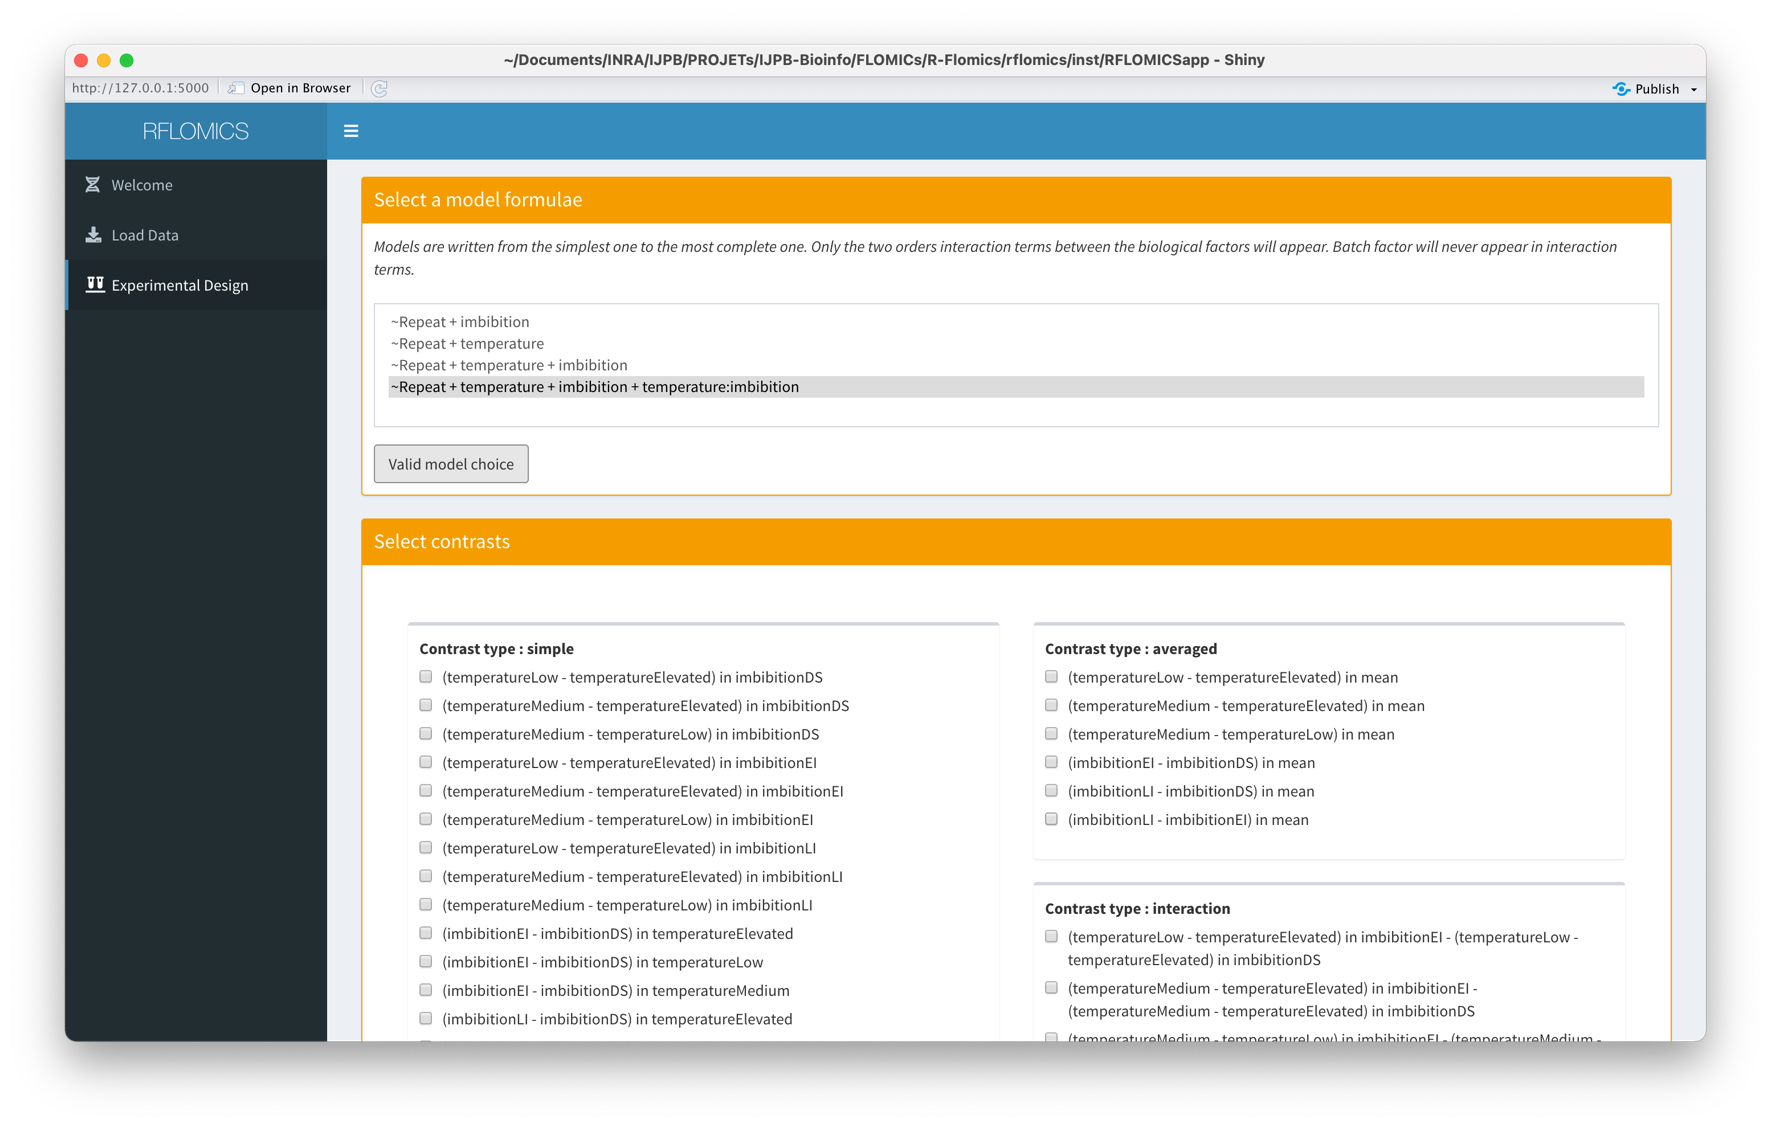 ~/Documents/INRA/IJPB/PROJETs/IJPB-Bioinfo/FLOMICs/R-Flomics/rflomics/inst/RFLOMICSapp - Shiny
http://127.0.0.1:5000 Open in Browser Publish
RFLOMICS
Welcome
Load Data
Experimental Design
Select a model formulae
Models are written from the simplest one to the most complete one. Only the two orders interaction terms between the biological factors will appear. Batch factor will never appear in interaction
terms.
~Repeat + imbibition
~Repeat + temperature
~Repeat + temperature + imbibition
~Repeat + temperature + imbibition + temperature:imbibition
Valid model choice
Select contrasts
Contrast type : simple
(temperatureLow - temperatureElevated) in imbibitionDS
(temperatureMedium - temperatureElevated) in imbibitionDS
(temperatureMedium - temperatureLow) in imbibitionDS
(temperatureLow - temperatureElevated) in imbibitionEI
(temperatureMedium - temperatureElevated) in imbibitionEI
(temperatureMedium - temperatureLow) in imbibitionEI
(temperatureLow - temperatureElevated) in imbibitionLI
(temperatureMedium - temperatureElevated) in imbibitionLI
(temperatureMedium - temperatureLow) in imbibitionLI
(imbibitionEI - imbibitionDS) in temperatureElevated
(imbibitionEI - imbibitionDS) in temperatureLow
(imbibitionEI - imbibitionDS) in temperatureMedium
(imbibitionLI - imbibitionDS) in temperatureElevated
Contrast type : averaged
(temperatureLow - temperatureElevated) in mean
(temperatureMedium - temperatureElevated) in mean
(temperatureMedium - temperatureLow) in mean
(imbibitionEI - imbibitionDS) in mean
(imbibitionLI - imbibitionDS) in mean
(imbibitionLI - imbibitionEI) in mean
Contrast type : interaction
(temperatureLow - temperatureElevated) in imbibitionEI - (temperatureLow -
temperatureElevated) in imbibitionDS
(temperatureMedium - temperatureElevated) in imbibitionEI -
(temperatureMedium - temperatureElevated) in imbibitionDS
(temperatureMedium - temperatureLow) in imbibitionEI - (temperatureMedium -